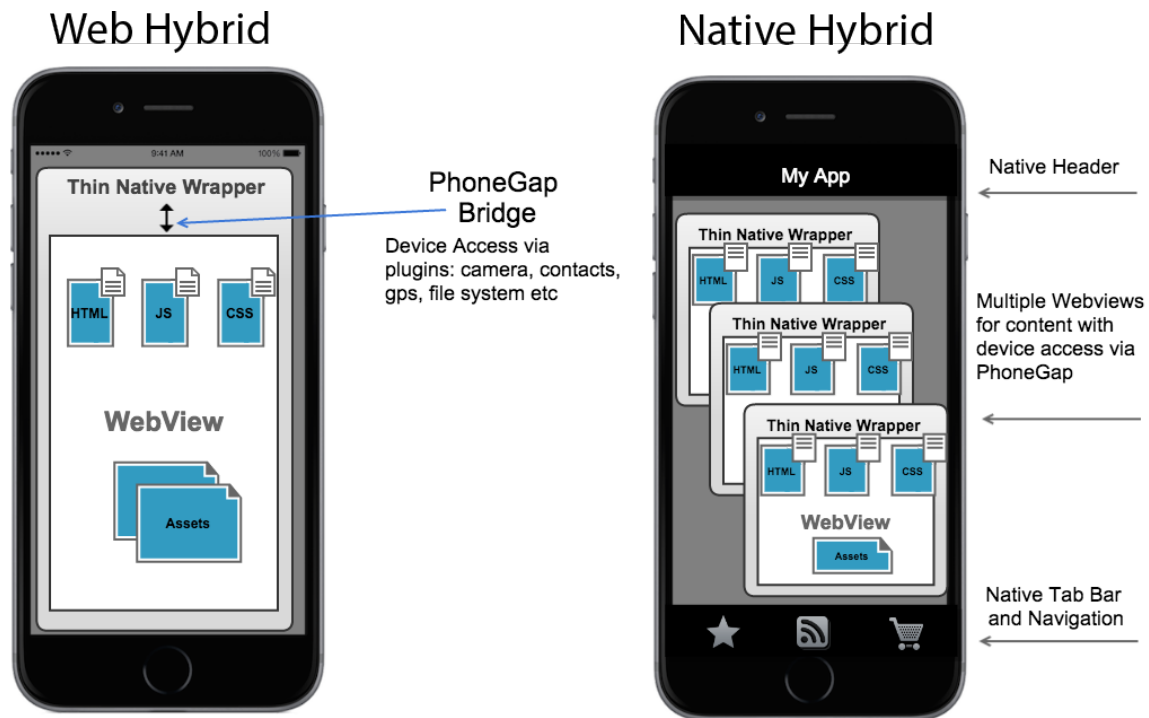 Web Hybrid
9:41 AM
100%
Thin Native Wrapper
HTML
JS
CSS
WebView
Assets
PhoneGap
Bridge
Device Access via
plugins: camera, contacts,
gps, file system etc
Native Hybrid
My App
Thin Native Wrapper
HTML
JS
CSS
Thin Native Wrapper
HTML
JS
CSS
Thin Native Wrapper
HTML
JS
CSS
WebView
Assets
Native Header
Multiple Webviews
for content with
device access via
PhoneGap
Native Tab Bar
and Navigation